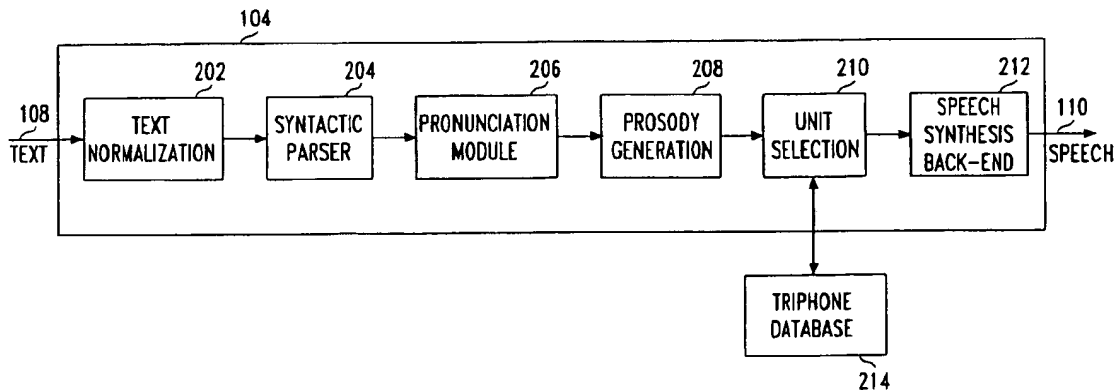 104
202
204
206
208
210
212
108
TEXT
TEXT
NORMALIZATION
SYNTACTIC
PARSER
PRONUNCIATION
MODULE
PROSODY
GENERATION
UNIT
SELECTION
SPEECH
SYNTHESIS
BACK-END
110
SPEECH
TRIPHONE
DATABASE
214